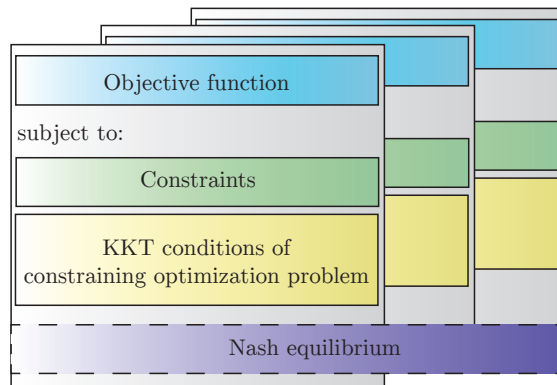 Objective function
subject to:
Constraints
KKT conditions of
constraining optimization problem
Nash equilibrium